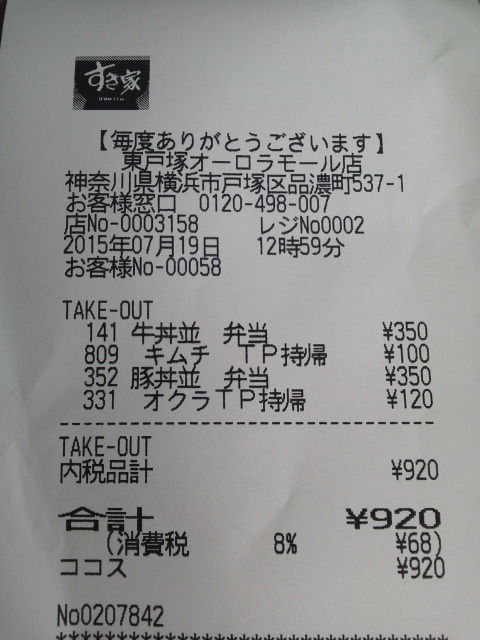 すき家
【毎度ありがとうございます】
東戸塚オーロラモール店
神奈川県横浜市戸塚区品濃町537-1
お客様窓口 0120-498-007
店No-0003158 レジNo0002
2015年07月19日 12時59分
お客様No-00058
TAKE-OUT
141 牛丼並 弁当 ¥350
809 キムチ TP持帰 ¥100
352 豚丼並 弁当 ¥350
331 オクラTP持帰 ¥120
TAKE-OUT
内税品計 ¥920
合計 ¥920
(消費税 8% ¥68)
ココス ¥920
No0207842
**********************************